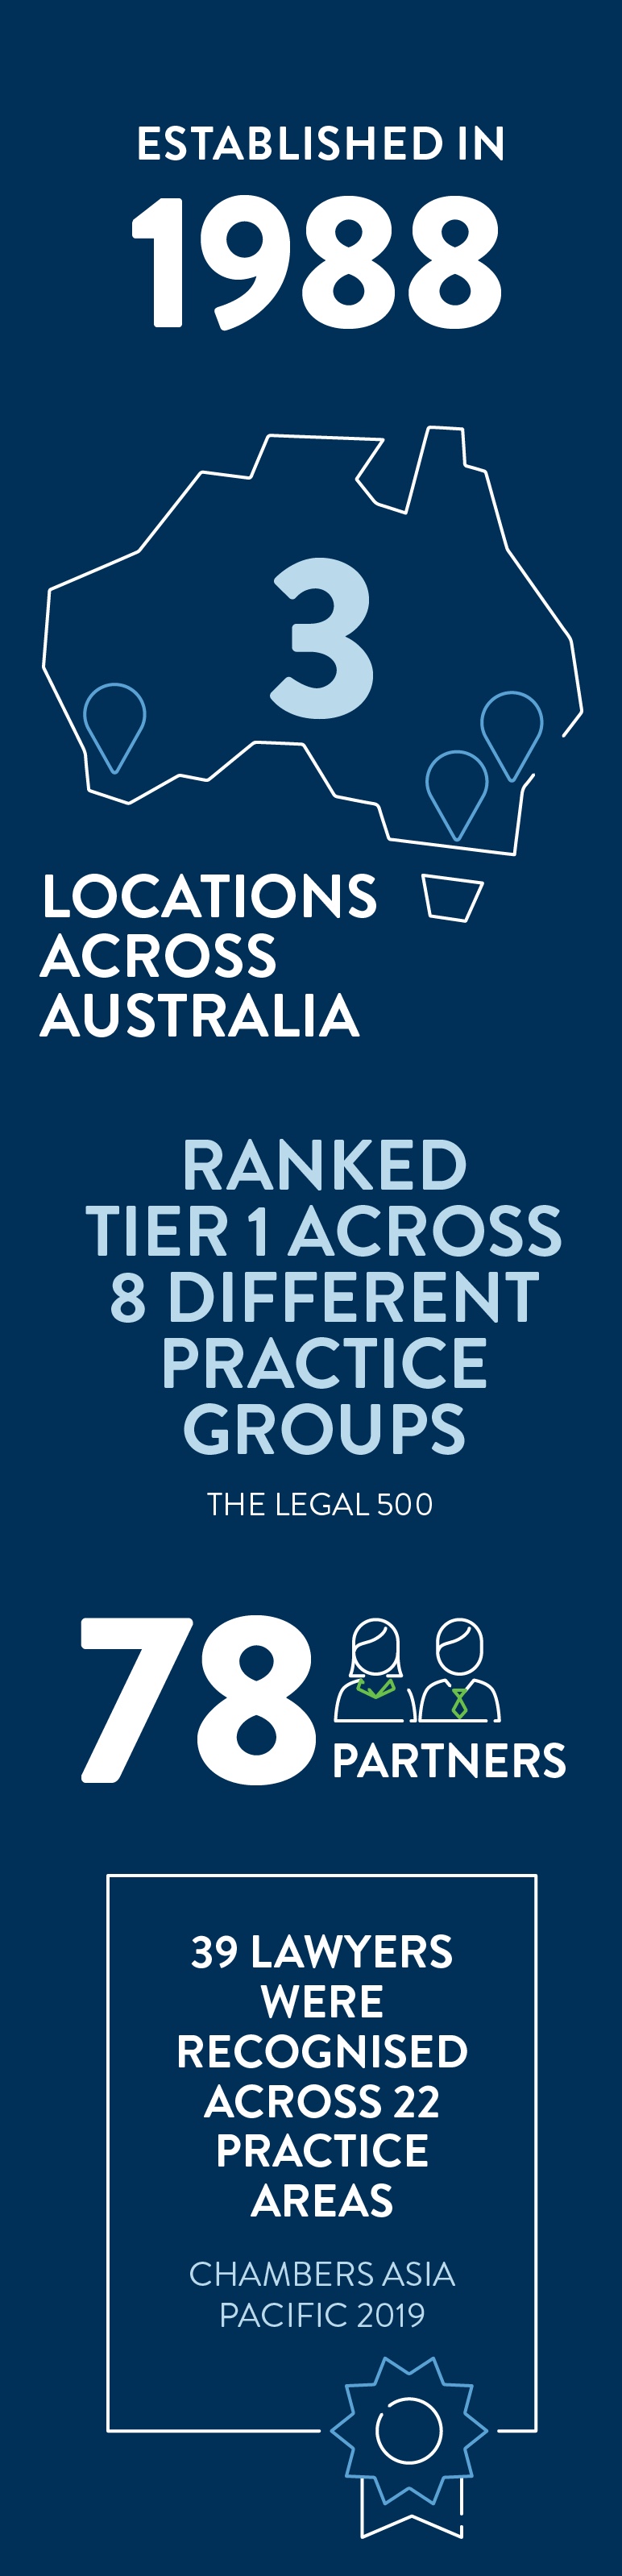 ESTABLISHED IN
1988
3
LOCATIONS
ACROSS
AUSTRALIA
RANKED
TIER 1 ACROSS
8 DIFFERENT
PRACTICE
GROUPS
THE LEGAL 500
78
PARTNERS
39 LAWYERS
WERE
RECOGNISED
ACROSS 22
PRACTICE
AREAS
CHAMBERS ASIA
PACIFIC 2019